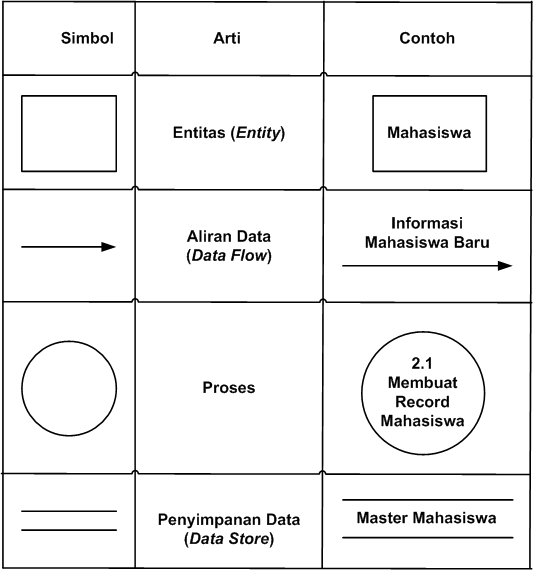 Simbol
Arti
Contoh
Entitas (Entity)
Mahasiswa
Aliran Data
(Data Flow)
Informasi
Mahasiswa Baru
Proses
2.1
Membuat
Record
Mahasiswa
Penyimpanan Data
(Data Store)
Master Mahasiswa